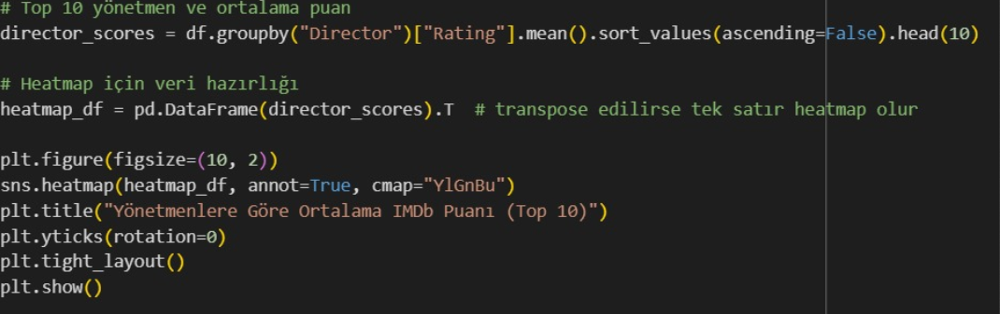 # Top 10 yönetmen ve ortalama puan
director_scores = df.groupby("Director")["Rating"].mean().sort_values(ascending=False).head(10)
# Heatmap için veri hazırlığı
heatmap_df = pd.DataFrame(director_scores).T  # transpose edilirse tek satır heatmap olur
plt.figure(figsize=(10, 2))
sns.heatmap(heatmap_df, annot=True, cmap="YlGnBu")
plt.title("Yönetmenlere Göre Ortalama IMDb Puanı (Top 10)")
plt.yticks(rotation=0)
plt.tight_layout()
plt.show()